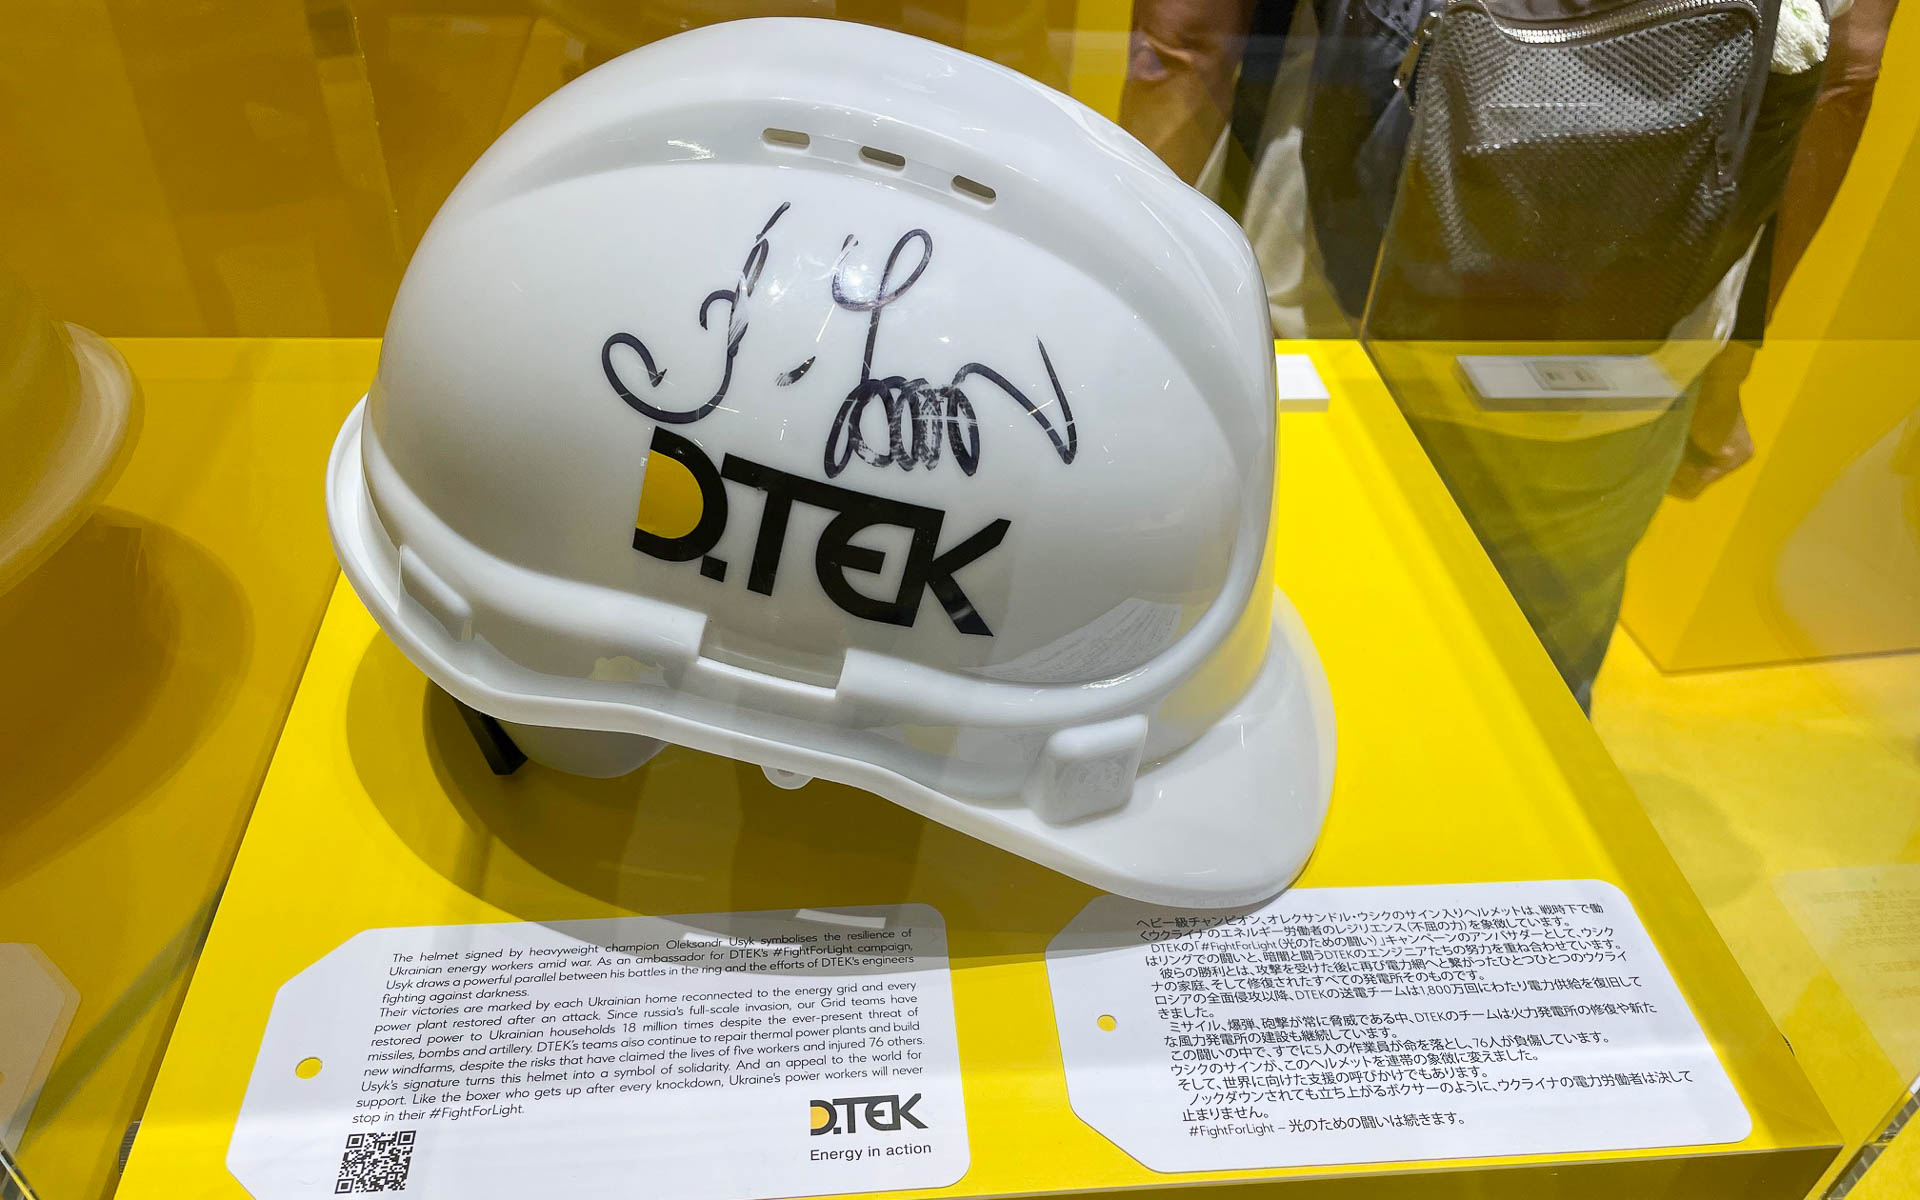 D.TEK
The helmet signed by heavyweight champion Oleksandr Usyk symbolises the resilience of
Ukrainian energy workers amid war. As an ambassador for DTEK's #FightForLight campaign,
Usyk draws a powerful parallel between his battles in the ring and the efforts of DTEK's engineers
fighting against darkness.
Their victories are marked by each Ukrainian home reconnected to the energy grid and every
power plant restored after an attack. Since russia's full-scale invasion, our Grid teams have
restored power to Ukrainian households 18 million times despite the ever-present threat of
missiles, bombs and artillery. DTEK's teams also continue to repair thermal power plants and build
new windfarms, despite the risks that have claimed the lives of five workers and injured 76 others.
Usyk's signature turns this helmet into a symbol of solidarity. And an appeal to the world for
support. Like the boxer who gets up after every knockdown, Ukraine's power workers will never
stop in their #FightForLight.
D.TEK
Energy in action
ヘビー級チャンピオン、オレクサンドル・ウシクのサイン入りヘルメットは、戦時下で働
くウクライナのエネルギー労働者のレジリエンス（不屈の力）を象徴しています。
DTEKの「#FightForLight（光のための闘い）」キャンペーンのアンバサダーとして、ウシク
はリングでの闘いと、暗闇と闘うDTEKのエンジニアたちの努力を重ね合わせています。
彼らの勝利とは、攻撃を受けた後に再び電力網へと繋がったひとつひとつのウクライ
ナの家庭、そして修復されたすべての発電所そのものです。
ロシアの全面侵攻以降、DTEKの送電チームは1,800万回にわたり電力供給を復旧して
きました。
ミサイル、爆弾、砲撃が常に脅威である中、DTEKのチームは火力発電所の修復や新た
な風力発電所の建設も継続しています。
この闘いの中で、すでに5人の作業員が命を落とし、76人が負傷しています。
ウシクのサインが、このヘルメットを連帯の象徴に変えました。
そして、世界に向けた支援の呼びかけでもあります。
ノックダウンされても立ち上がるボクサーのように、ウクライナの電力労働者は決して
止まりません。
#FightForLight – 光のための闘いは続きます。